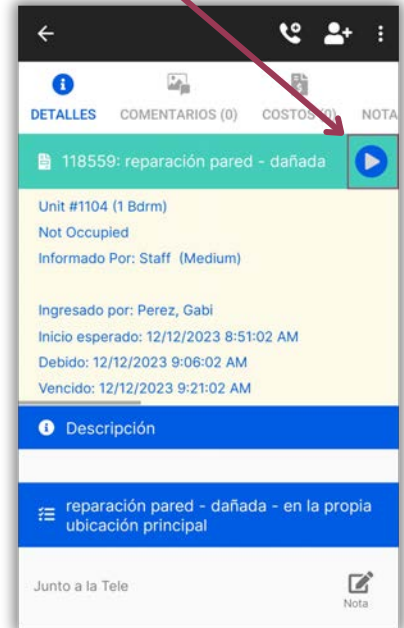 DETALLES COMENTARIOS (0) COSTOS (0) NOTA
118559: reparación pared - dañada
Unit #1104 (1 Bdrm)
Not Occupied
Informado Por: Staff (Medium)
Ingresado por: Perez, Gabi
Inicio esperado: 12/12/2023 8:51:02 AM
Debido: 12/12/2023 9:06:02 AM
Vencido: 12/12/2023 9:21:02 AM
Descripción
reparación pared - dañada - en la propia
ubicación principal
Junto a la Tele
Nota